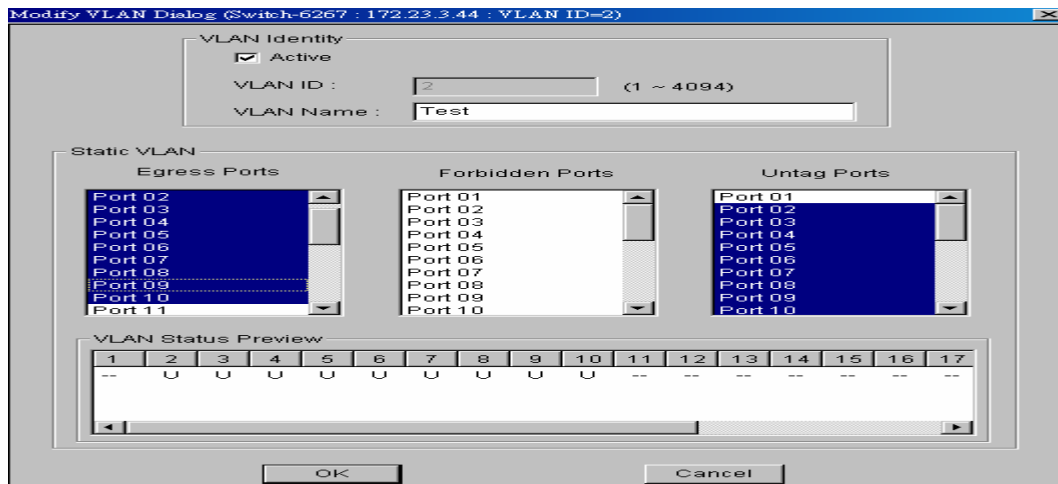 Modify VLAN Dialog (Switch-6267 : 172.23.3.44 : VLAN ID=2)
VLAN Identity
Active
VLAN ID : 2 (1 ~ 4094)
VLAN Name : Test
Static VLAN
Egress Ports
Port 02
Port 03
Port 04
Port 05
Port 06
Port 07
Port 08
Port 09
Port 10
Port 11
Forbidden Ports
Port 01
Port 02
Port 03
Port 04
Port 05
Port 06
Port 07
Port 08
Port 09
Port 10
Untag Ports
Port 01
Port 02
Port 03
Port 04
Port 05
Port 06
Port 07
Port 08
Port 09
Port 10
VLAN Status Preview
1 2 3 4 5 6 7 8 9 10 11 12 13 14 15 16 17
-- U U U U U U U U U -- -- -- -- -- -- --
OK Cancel